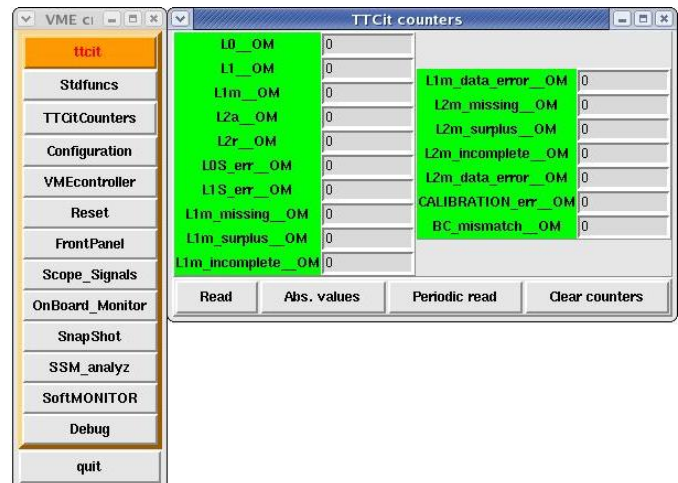 VME cr
ttcit
Stdfuncs
TTCitCounters
Configuration
VMEcontroller
Reset
FrontPanel
Scope_Signals
OnBoard_Monitor
SnapShot
SSM_analyz
SoftMONITOR
Debug
quit
TTCit counters
L0__OM 0
L1__OM 0
L1m__OM 0
L2a__OM 0
L2r__OM 0
L0S_err__OM 0
L1S_err__OM 0
L1m_missing__OM 0
L1m_surplus__OM 0
L1m_incomplete__OM 0
L1m_data_error__OM 0
L2m_missing__OM 0
L2m_surplus__OM 0
L2m_incomplete__OM 0
L2m_data_error__OM 0
CALIBRATION_err__OM 0
BC_mismatch__OM 0
Read Abs. values Periodic read Clear counters